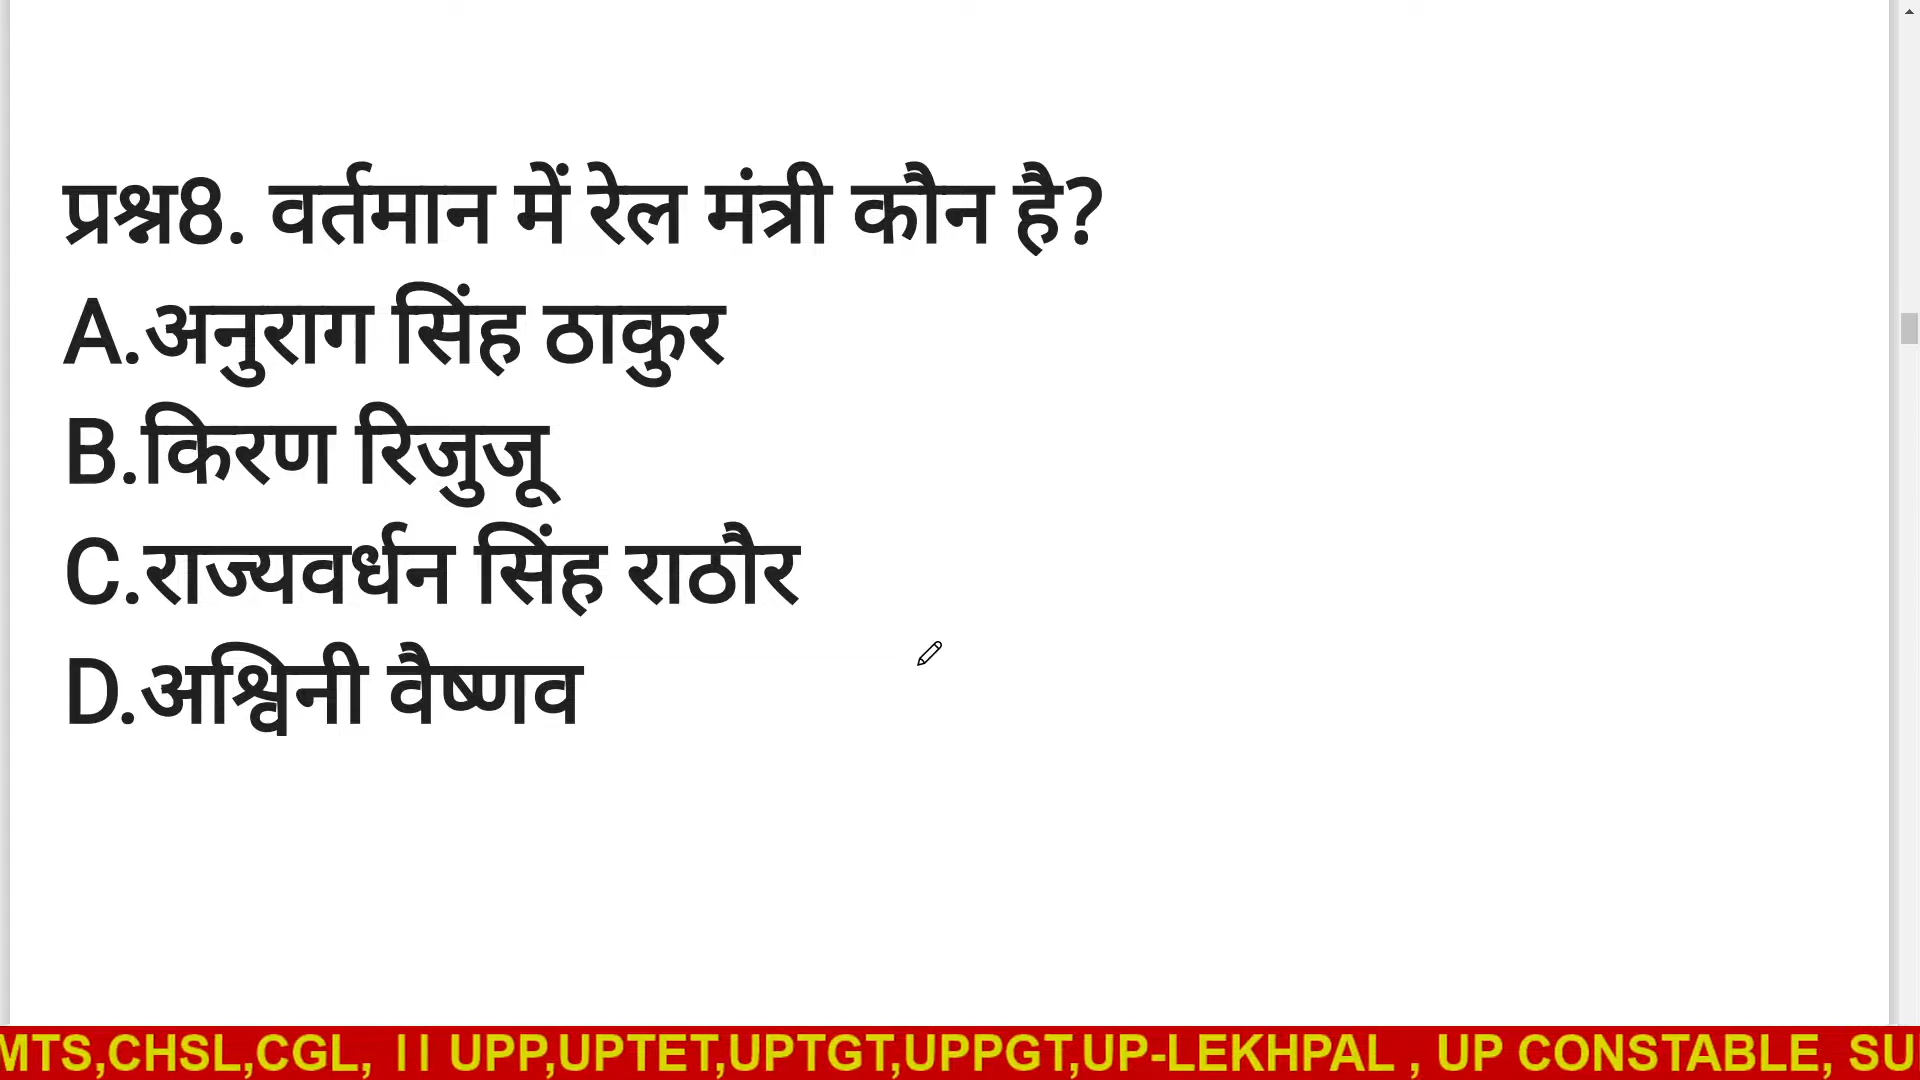 प्रश्न8. वर्तमान में रेल मंत्री कौन है?
A.अनुराग सिंह ठाकुर
B.किरण रिजुजू
C.राज्यवर्धन सिंह राठौर
D.अश्विनी वैष्णव
MTS,CHSL,CGL, II UPP,UPTET,UPTGT,UPPGT,UP-LEKHPAL , UP CONSTABLE, SU